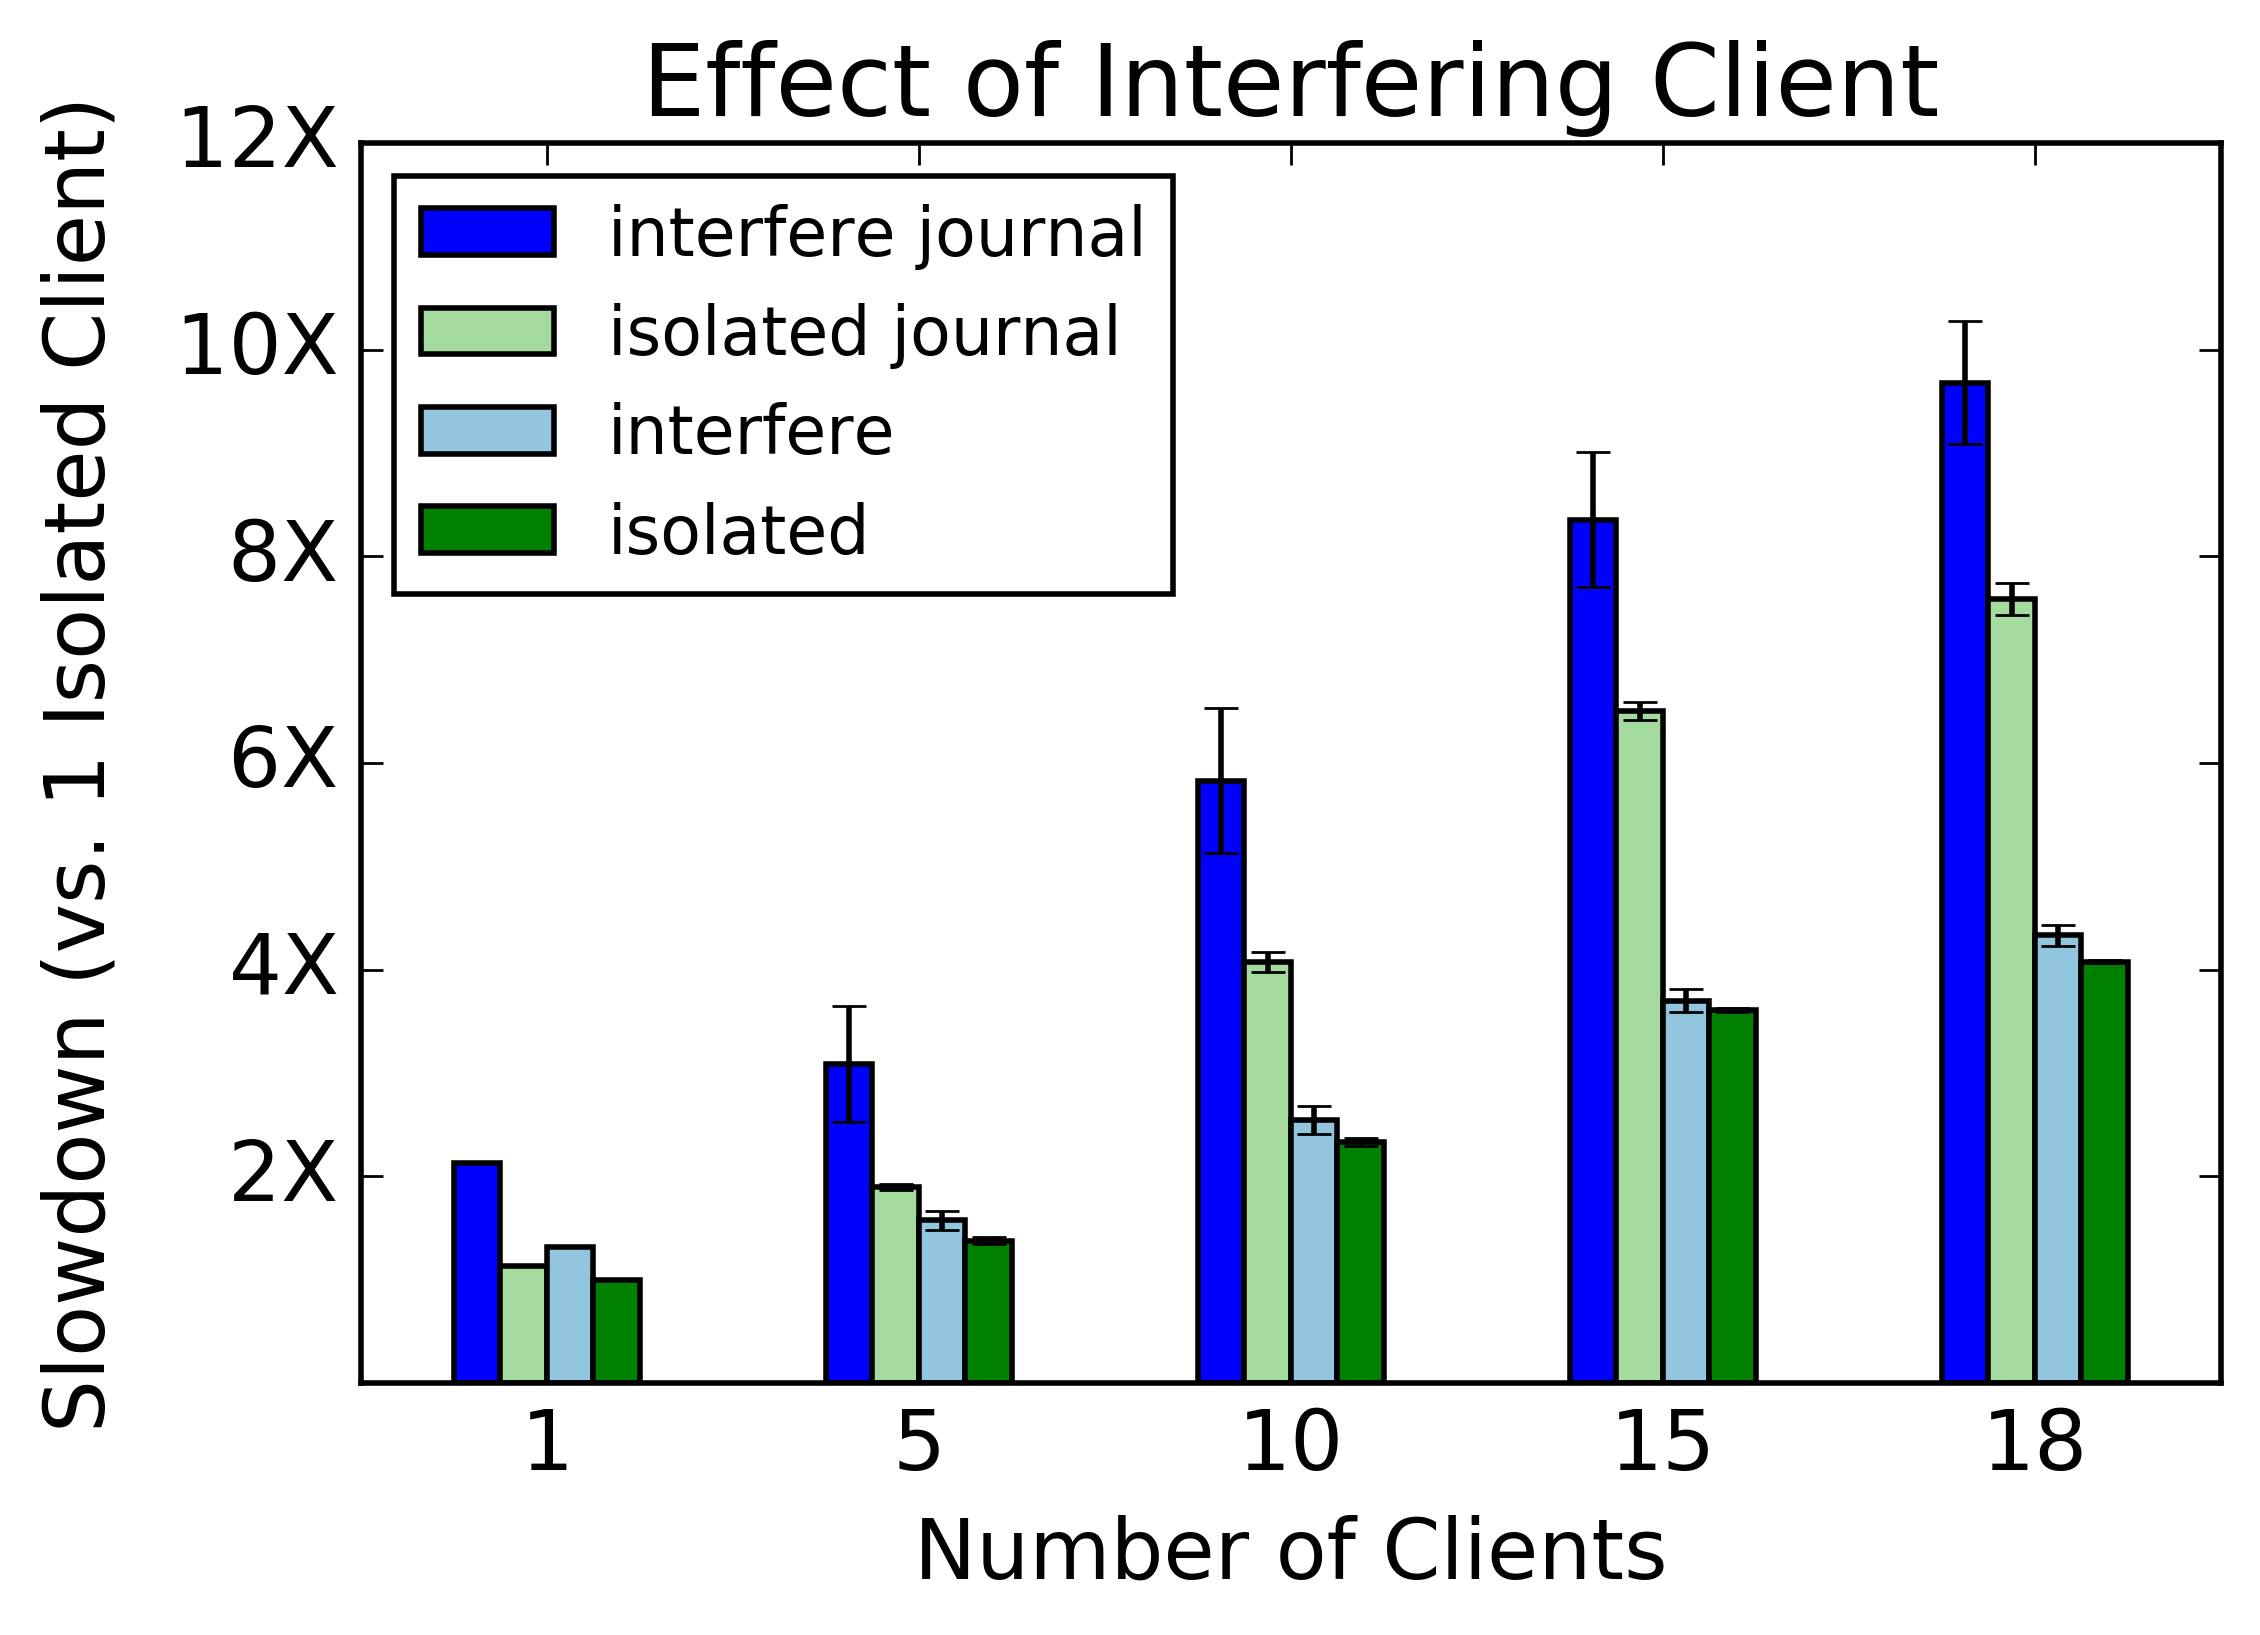 Effect of Interfering Client
Slowdown (vs. 1 Isolated Client)
12X
10X
8X
6X
4X
2X
interfere journal
isolated journal
interfere
isolated
1 5 10 15 18
Number of Clients